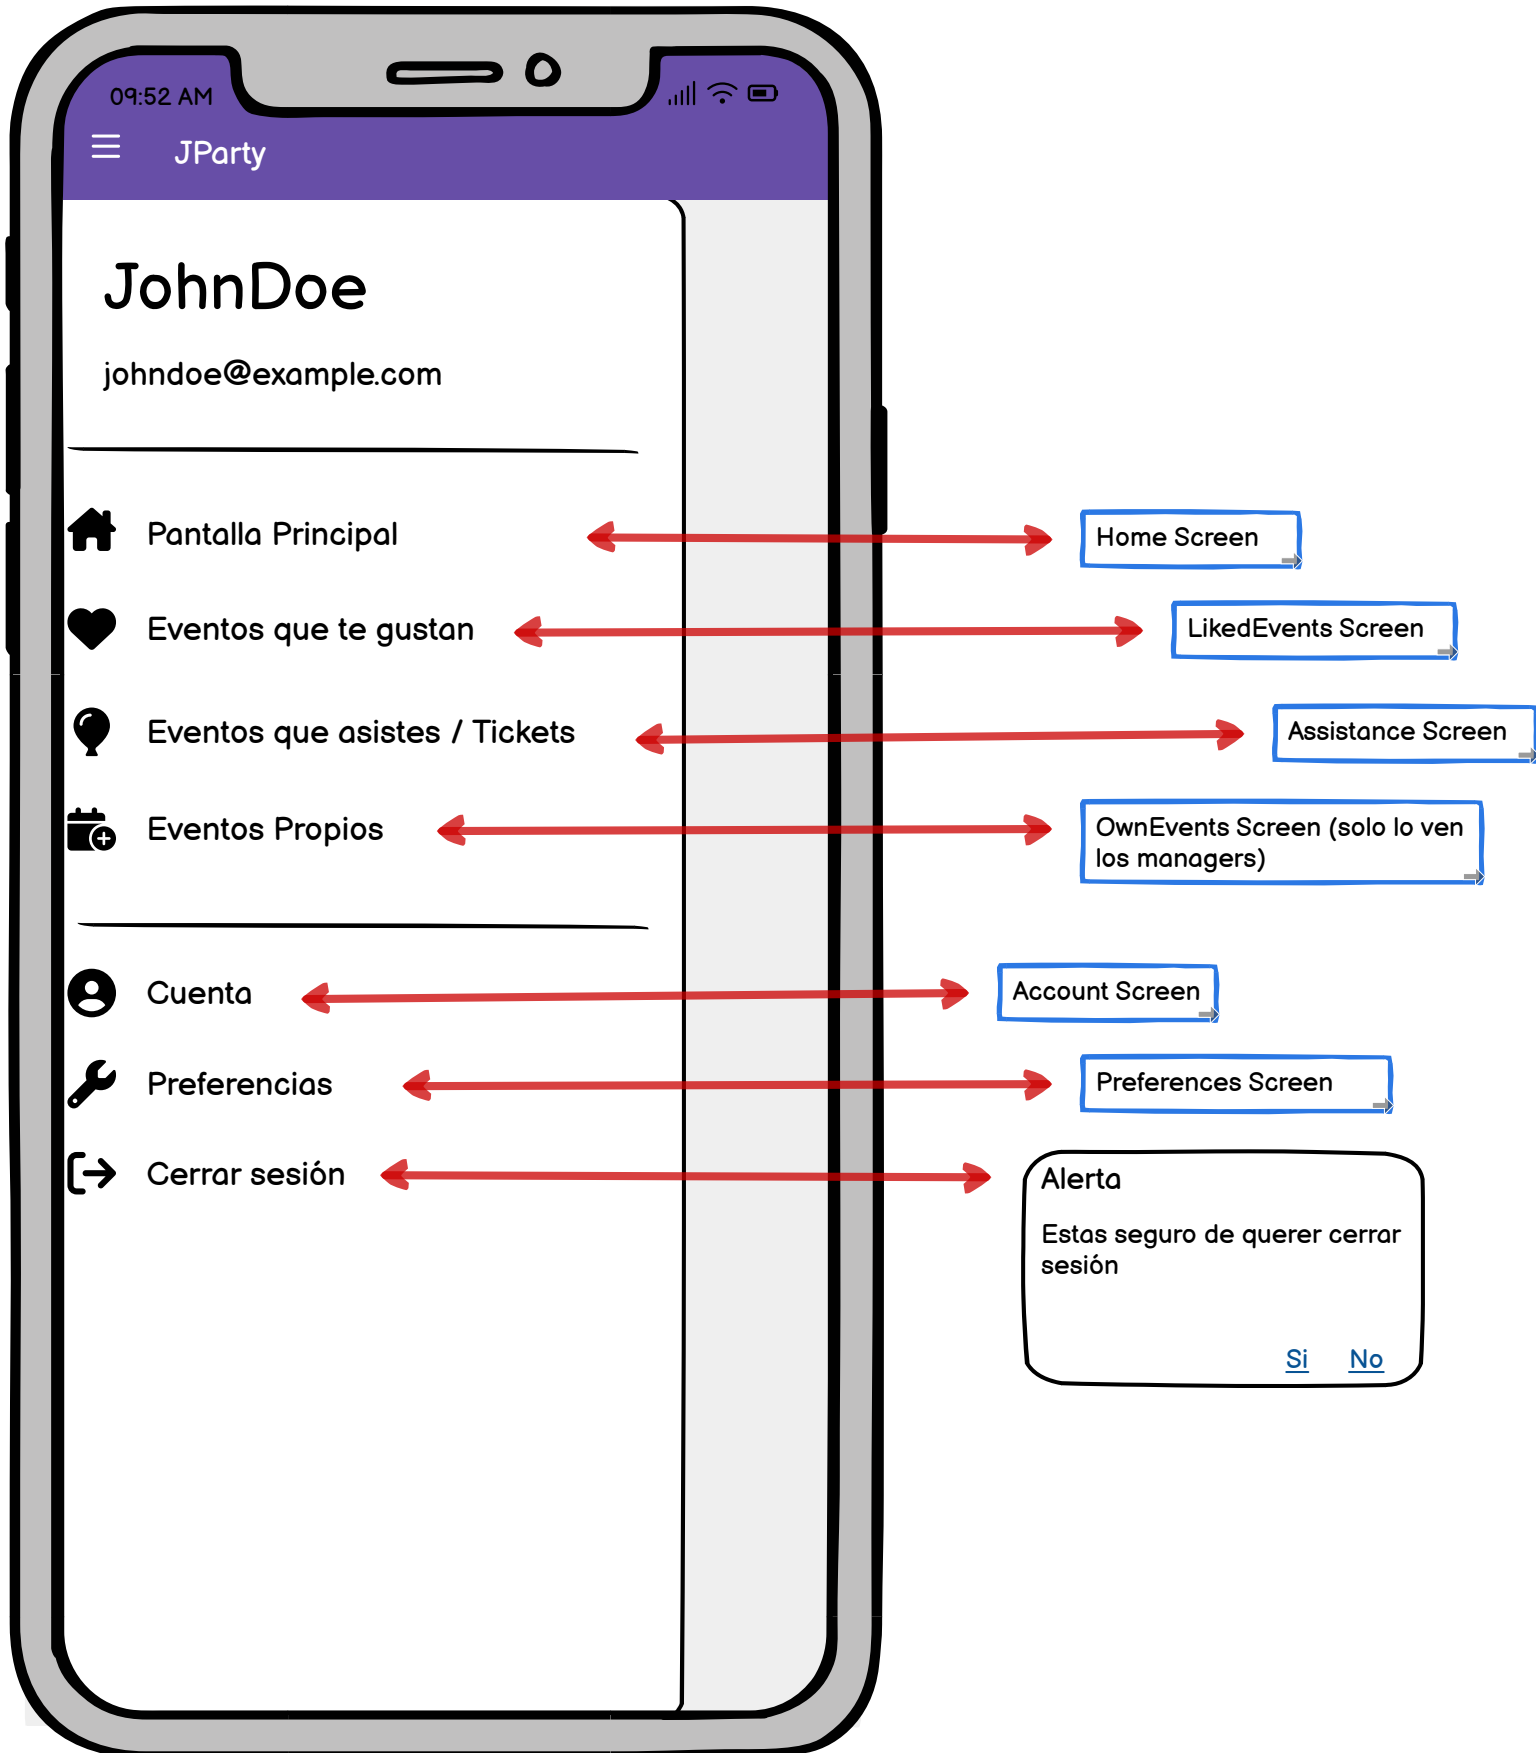 09:52 AM
JParty
JohnDoe
johndoe@example.com
Pantalla Principal
Home Screen
Eventos que te gustan
LikedEvents Screen
Eventos que asistes / Tickets
Assistance Screen
Eventos Propios
OwnEvents Screen (solo lo ven
los managers)
Cuenta
Account Screen
Preferencias
Preferences Screen
Cerrar sesión
Alerta
Estas seguro de querer cerrar
sesión
Si No